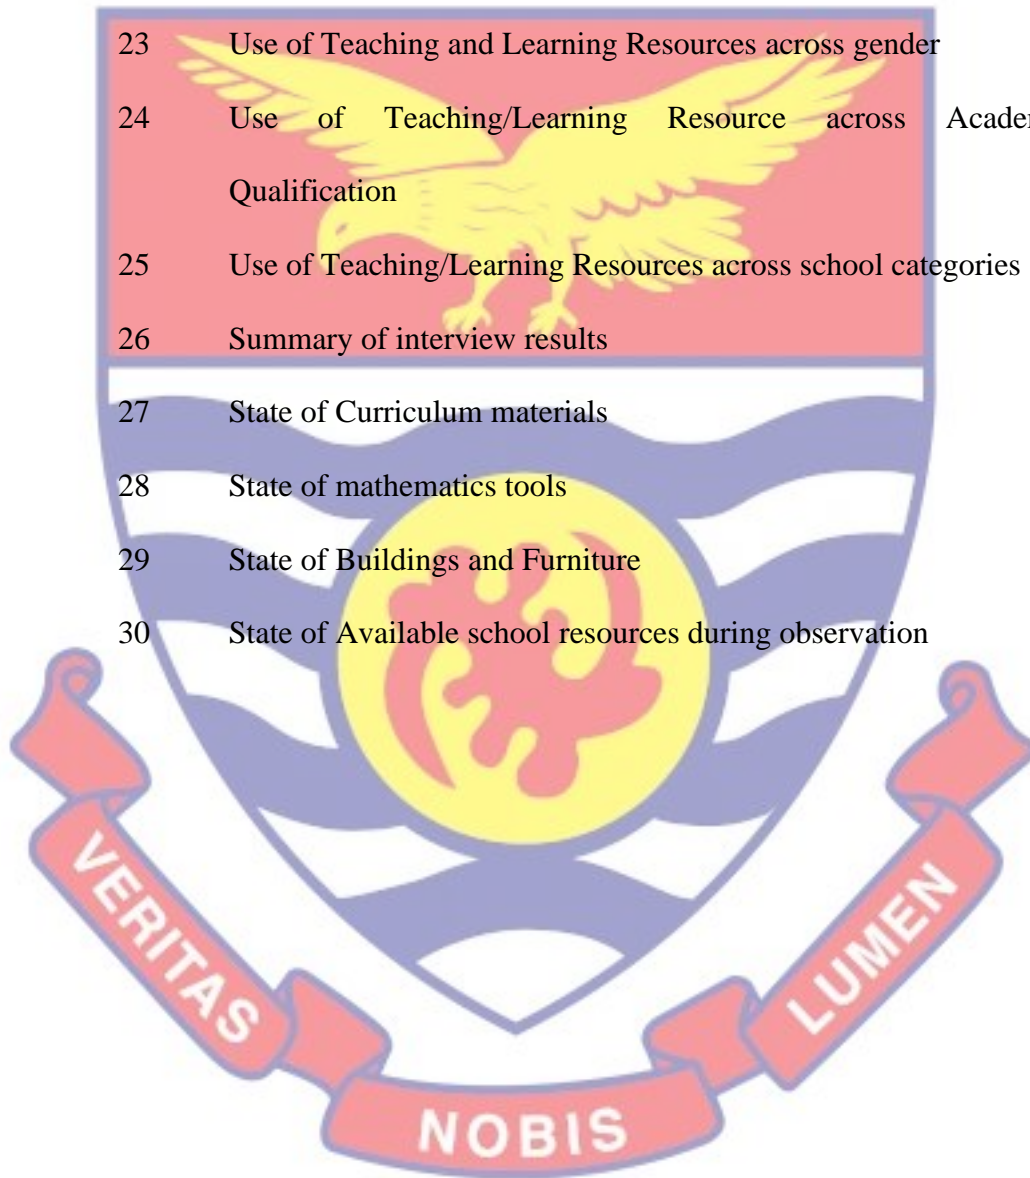 23 Use of Teaching and Learning Resources across gender
24 Use of Teaching/Learning Resource across
Qualification
25 Use of Teaching/Learning Resources across school categories
26 Summary of interview results
27 State of Curriculum materials
28 State of mathematics tools
29 State of Buildings and Furniture
30 State of Available school resources during observation
VERITAS
NOBIS
LUMEN